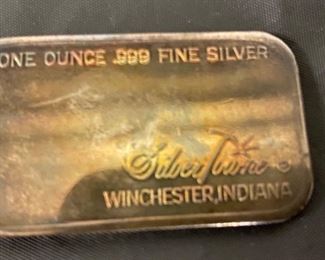 ONE OUNCE .999 FINE SILVER
SilverTowne
WINCHESTER, INDIANA